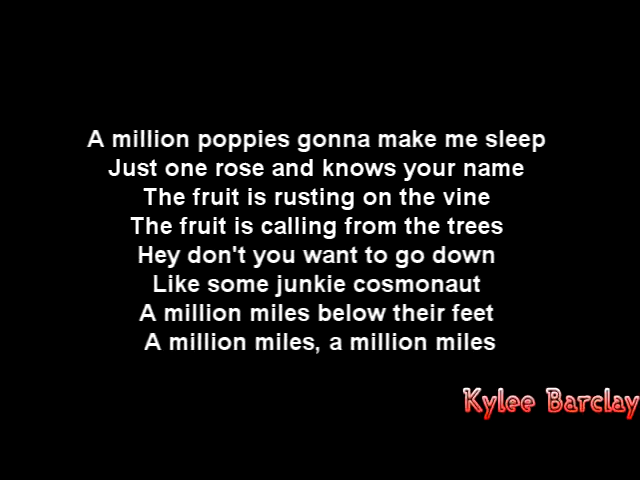 A million poppies gonna make me sleep
Just one rose and knows your name
The fruit is rusting on the vine
The fruit is calling from the trees
Hey don't you want to go down
Like some junkie cosmonaut
A million miles below their feet
A million miles, a million miles
Kylee Barclay